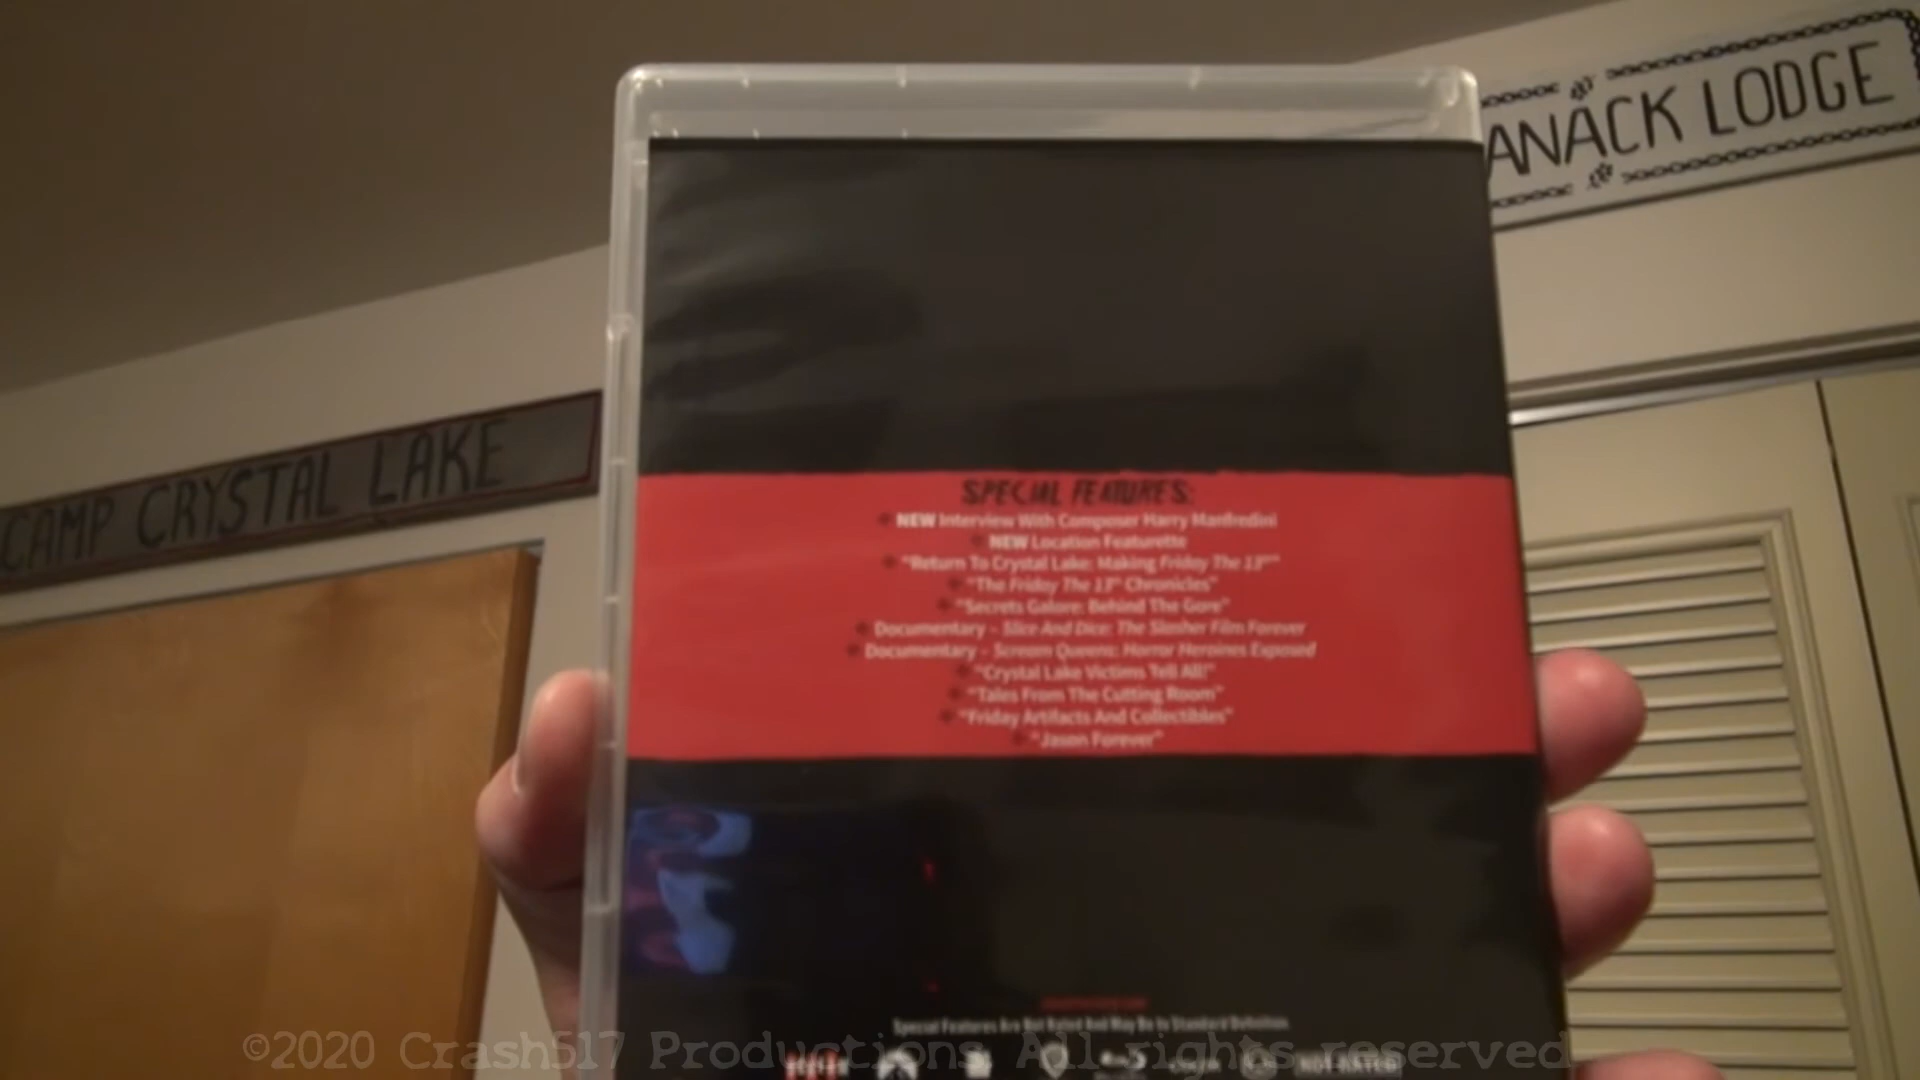 ANACK LODGE
CAMP CRYSTAL LAKE
SPECIAL FEATURES:
NEW Interview With Composer Harry Manfredini
NEW Location Featurette
"Return To Crystal Lake: Making Friday The 13th"
"The Friday The 13th Chronicles"
"Secrets Galore: Behind The Gore"
Documentary – Slice And Dice: The Slasher Film Forever
Documentary – Scream Queens: Horror Heroines Exposed
"Crystal Lake Victims Tell All!"
"Tales From The Cutting Room"
"Friday Artifacts And Collectibles"
"Jason Forever"
Special Features Are Not Rated And May Be In Standard Definition.
NOT RATED
©2020 Crash517 Productions All rights reserved